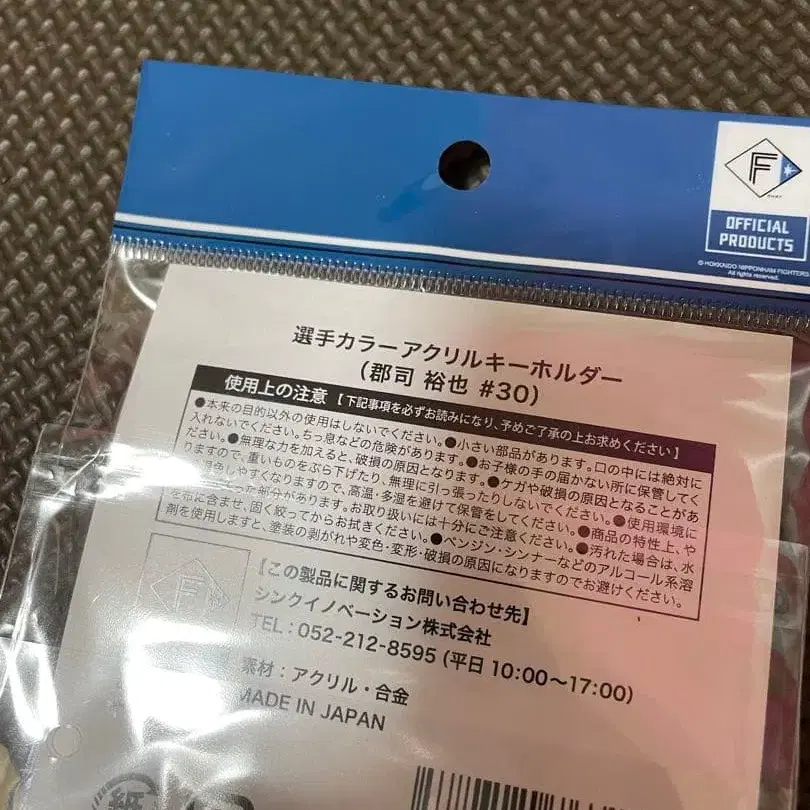 F
OFFICIAL
PRODUCTS
© HOKKAIDO NIPPONHAM FIGHTERS
All rights reserved.
選手カラーアクリルキーホルダー
(郡司 裕也 #30)
使用上の注意【下記事項を必ずお読みになり、予めご了承の上お求めください】
●本来の目的以外の使用はしないでください。●小さい部品があります。口の中には絶対に
入れないでください。ちっ息などの危険があります。●お子様の手の届かない所に保管してく
ださい。●無理な力を加えると、破損の原因となります。●ケガや破損の原因となることがあ
りますので、重いものをぶら下げたり、無理に引っ張ったりしないでください。●使用環境に
色しやすくなりますので、高温・多湿を避けて保管をしてください。●商品の特性上、や
った部分があります。お取り扱いには十分にご注意ください。●汚れた場合は、水
を布に含ませ、固く絞ってからお拭きください。●ベンジン・シンナーなどのアルコール系溶
剤を使用しますと、塗装の剥がれや変色・変形・破損の原因になりますのでお避けください。
【この製品に関するお問い合わせ先】
シンクイノベーション株式会社
TEL:052-212-8595 (平日 10:00〜17:00)
素材:アクリル・合金
MADE IN JAPAN
紙